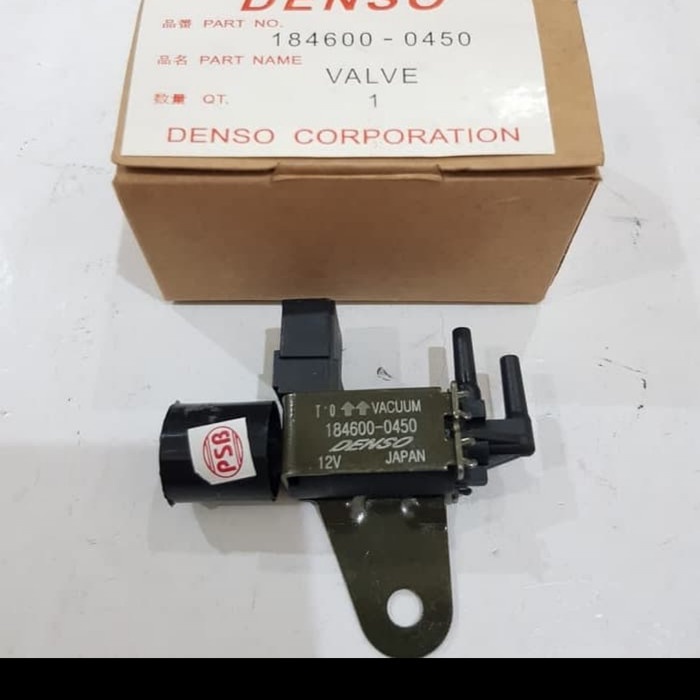 DENSO
品番 PART NO.
184600-0450
品名 PART NAME
VALVE
数量 QT.
1
DENSO CORPORATION
I'O ⇧⇧ VACUUM
184600-0450
DENSO
12V JAPAN
PSB